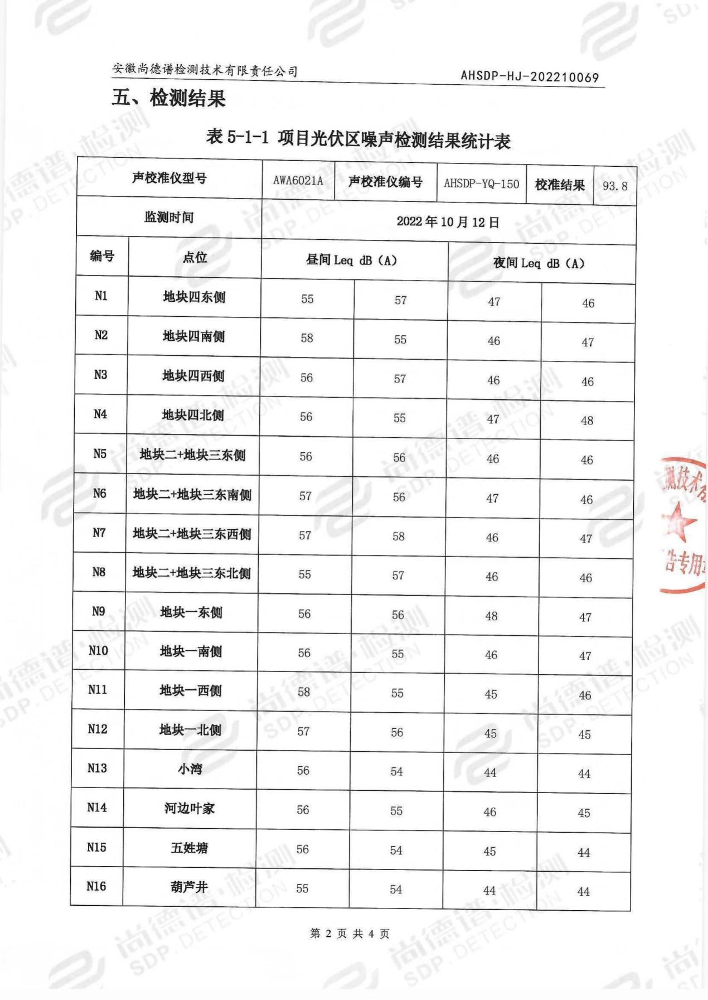 安徽尚德谱检测技术有限责任公司 AHSDP-HJ-202210069
五、检测结果
表 5-1-1 项目光伏区噪声检测结果统计表
声校准仪型号 AWA6021A 声校准仪编号 AHSDP-YQ-150 校准结果 93.8
监测时间 2022 年 10 月 12 日
编号 点位 昼间 Leq dB（A） 夜间 Leq dB（A）
N1 地块四东侧 55 57 47 46
N2 地块四南侧 58 55 46 47
N3 地块四西侧 56 57 46 46
N4 地块四北侧 56 55 47 48
N5 地块二+地块三东侧 56 56 46 46
N6 地块二+地块三东南侧 57 56 47 46
N7 地块二+地块三东西侧 57 58 46 47
N8 地块二+地块三东北侧 55 57 46 46
N9 地块一东侧 56 56 48 47
N10 地块一南侧 56 55 46 47
N11 地块一西侧 58 55 45 46
N12 地块一北侧 57 56 45 45
N13 小湾 56 54 44 44
N14 河边叶家 56 55 46 45
N15 五姓塘 56 54 45 44
N16 葫芦井 55 54 44 44
第 2 页 共 4 页
尚德谱·检测
SDP.DETECTION
测技术
告专用